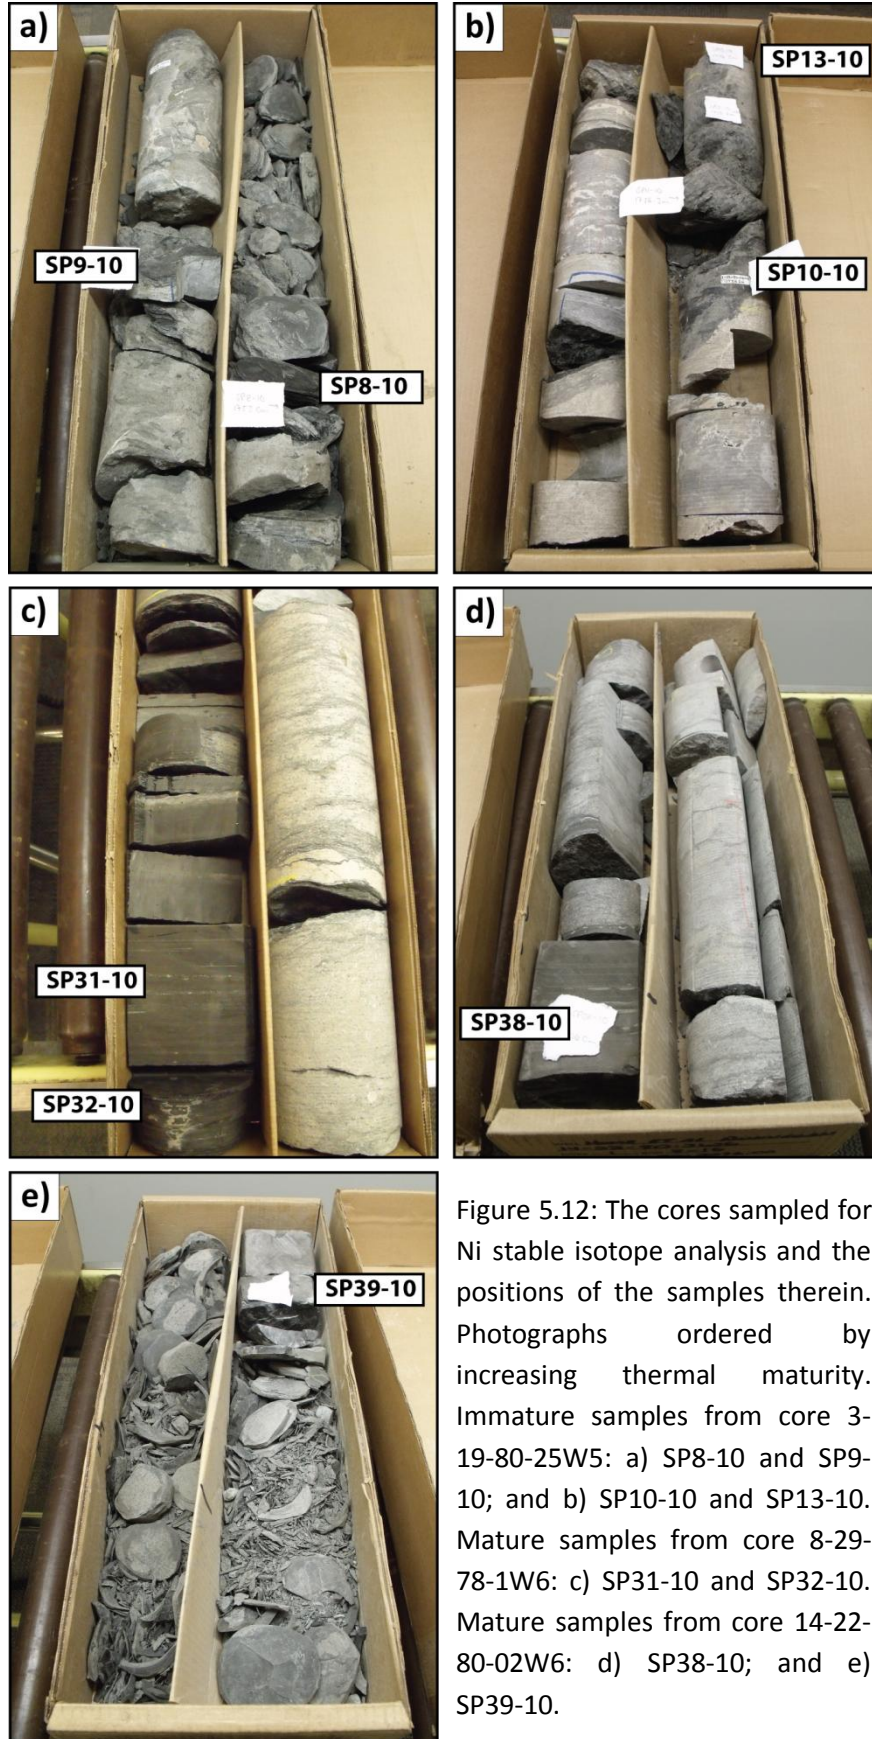 a)
SP9-10
SP8-10
b)
SP13-10
SP10-10
c)
SP31-10
SP32-10
d)
SP38-10
e)
SP39-10
Figure 5.12: The cores sampled for
Ni stable isotope analysis and the
positions of the samples therein.
Photographs ordered by
increasing thermal maturity.
Immature samples from core 3-
19-80-25W5: a) SP8-10 and SP9-
10; and b) SP10-10 and SP13-10.
Mature samples from core 8-29-
78-1W6: c) SP31-10 and SP32-10.
Mature samples from core 14-22-
80-02W6: d) SP38-10; and e)
SP39-10.